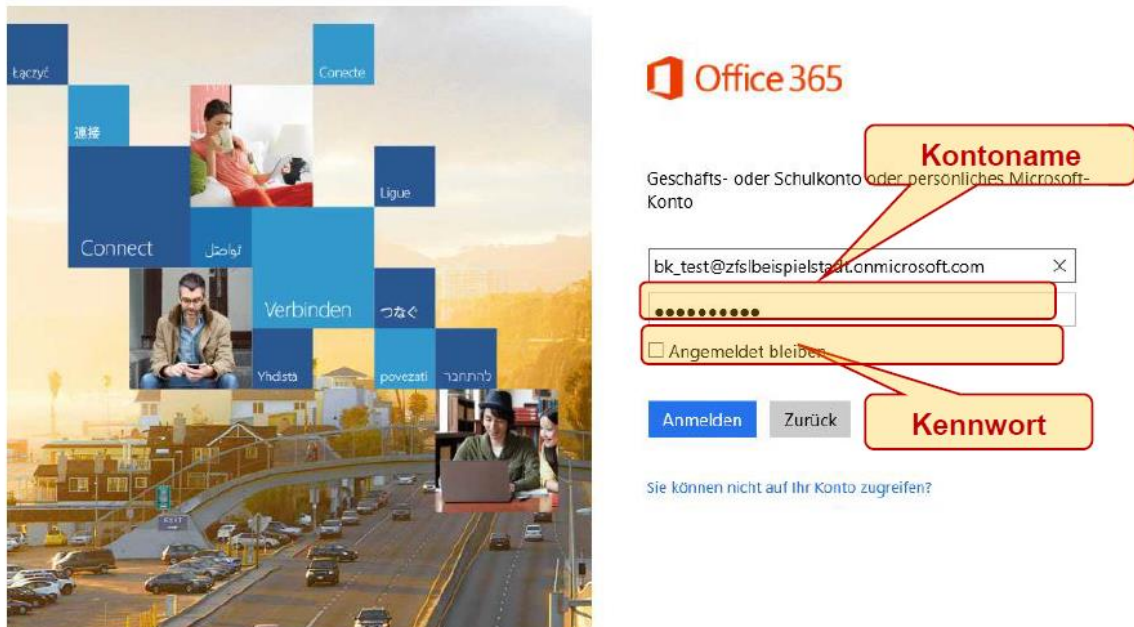 Łączyć
Conecte
連接
Ligue
Connect
تواصل
Verbinden
つなぐ
Yhdistä
povezati
להתחבר
EXIT
Office 365
Kontoname
Geschäfts- oder Schulkonto oder persönliches Microsoft-
Konto
bk_test@zfslbeispielstadt.onmicrosoft.com
Angemeldet bleiben
Anmelden
Zurück
Kennwort
Sie können nicht auf Ihr Konto zugreifen?